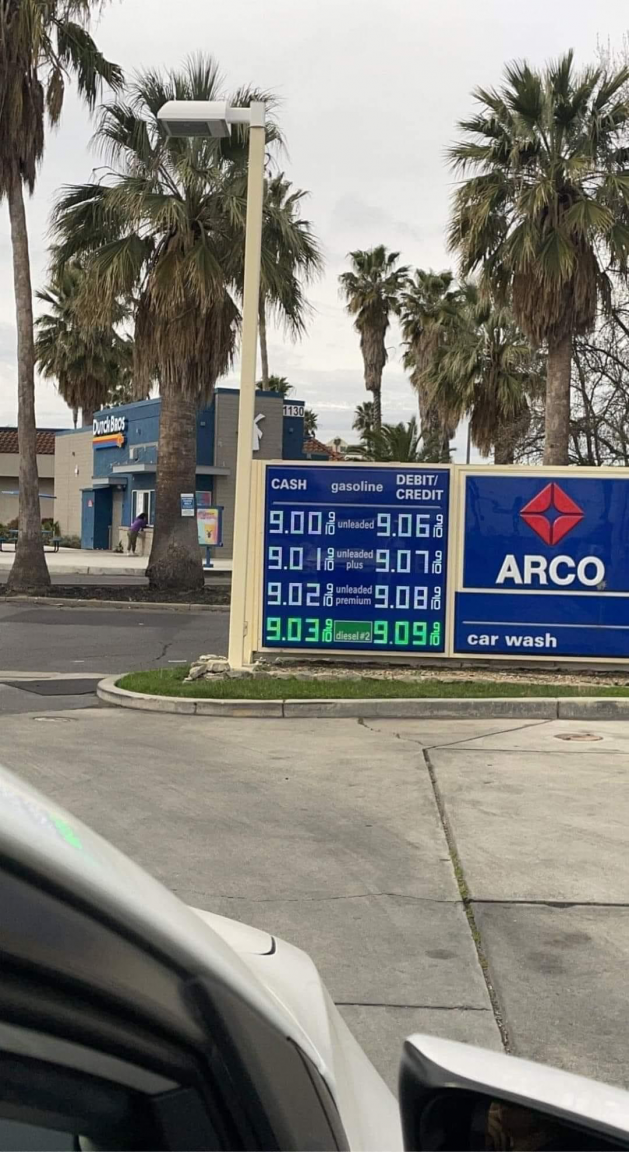 1130
Dutch Bros
CASH gasoline DEBIT/CREDIT
9.00 9/10 unleaded 9.06 9/10
9.01 9/10 unleaded plus 9.07 9/10
9.02 9/10 unleaded premium 9.08 9/10
9.03 9/10 diesel #2 9.09 9/10
ARCO
car wash